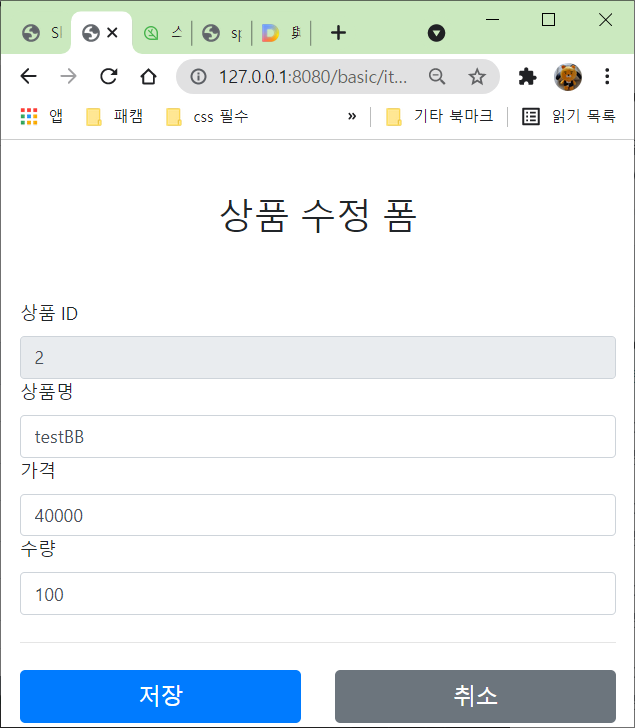 127.0.0.1:8080/basic/it...
앱 패캠 css 필수 » 기타 북마크 읽기 목록
상품 수정 폼
상품 ID
2
상품명
testBB
가격
40000
수량
100
저장 취소